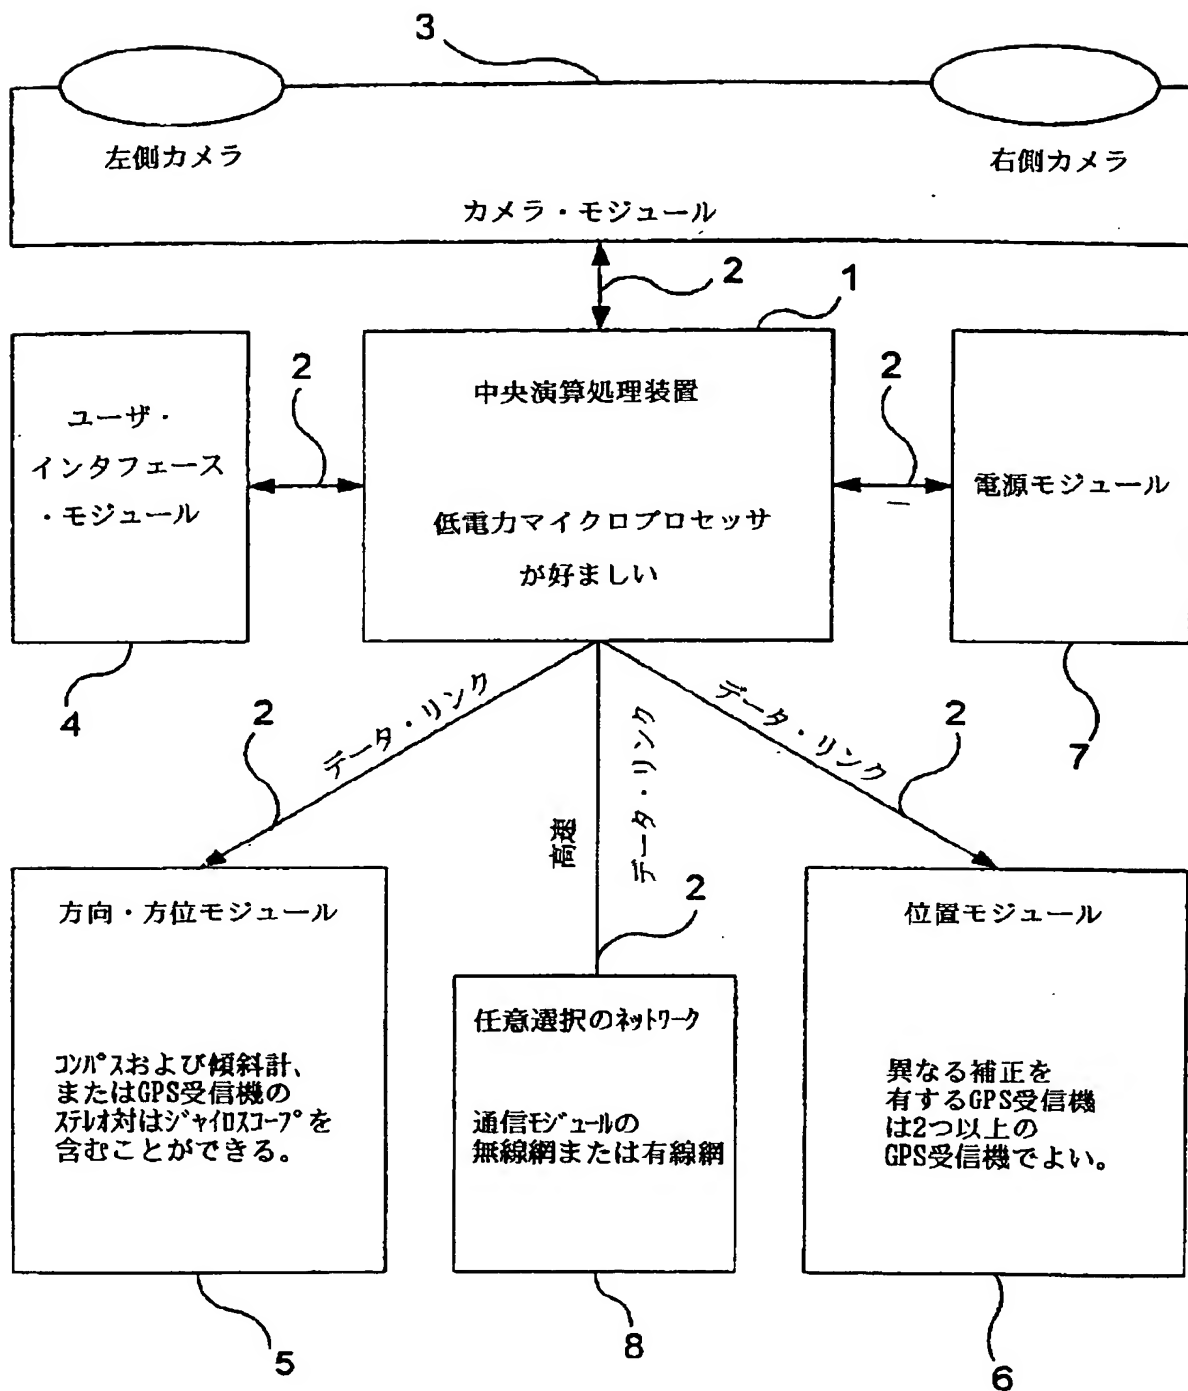 3
左側カメラ
右側カメラ
カメラ・モジュール
2
1
ユーザ・
インタフェース
・モジュール
2
中央演算処理装置
低電力マイクロプロセッサ
が好ましい
2
電源モジュール
4
7
2
データ・リンク
高速
データ・リンク
データ・リンク
2
2
方向・方位モジュール
コンパスおよび傾斜計、
またはGPS受信機の
ステレオ対はジャイロスコープを
含むことができる。
任意選択のネットワーク
通信モジュールの
無線網または有線網
位置モジュール
異なる補正を
有するGPS受信機
は2つ以上の
GPS受信機でよい。
5
8
6